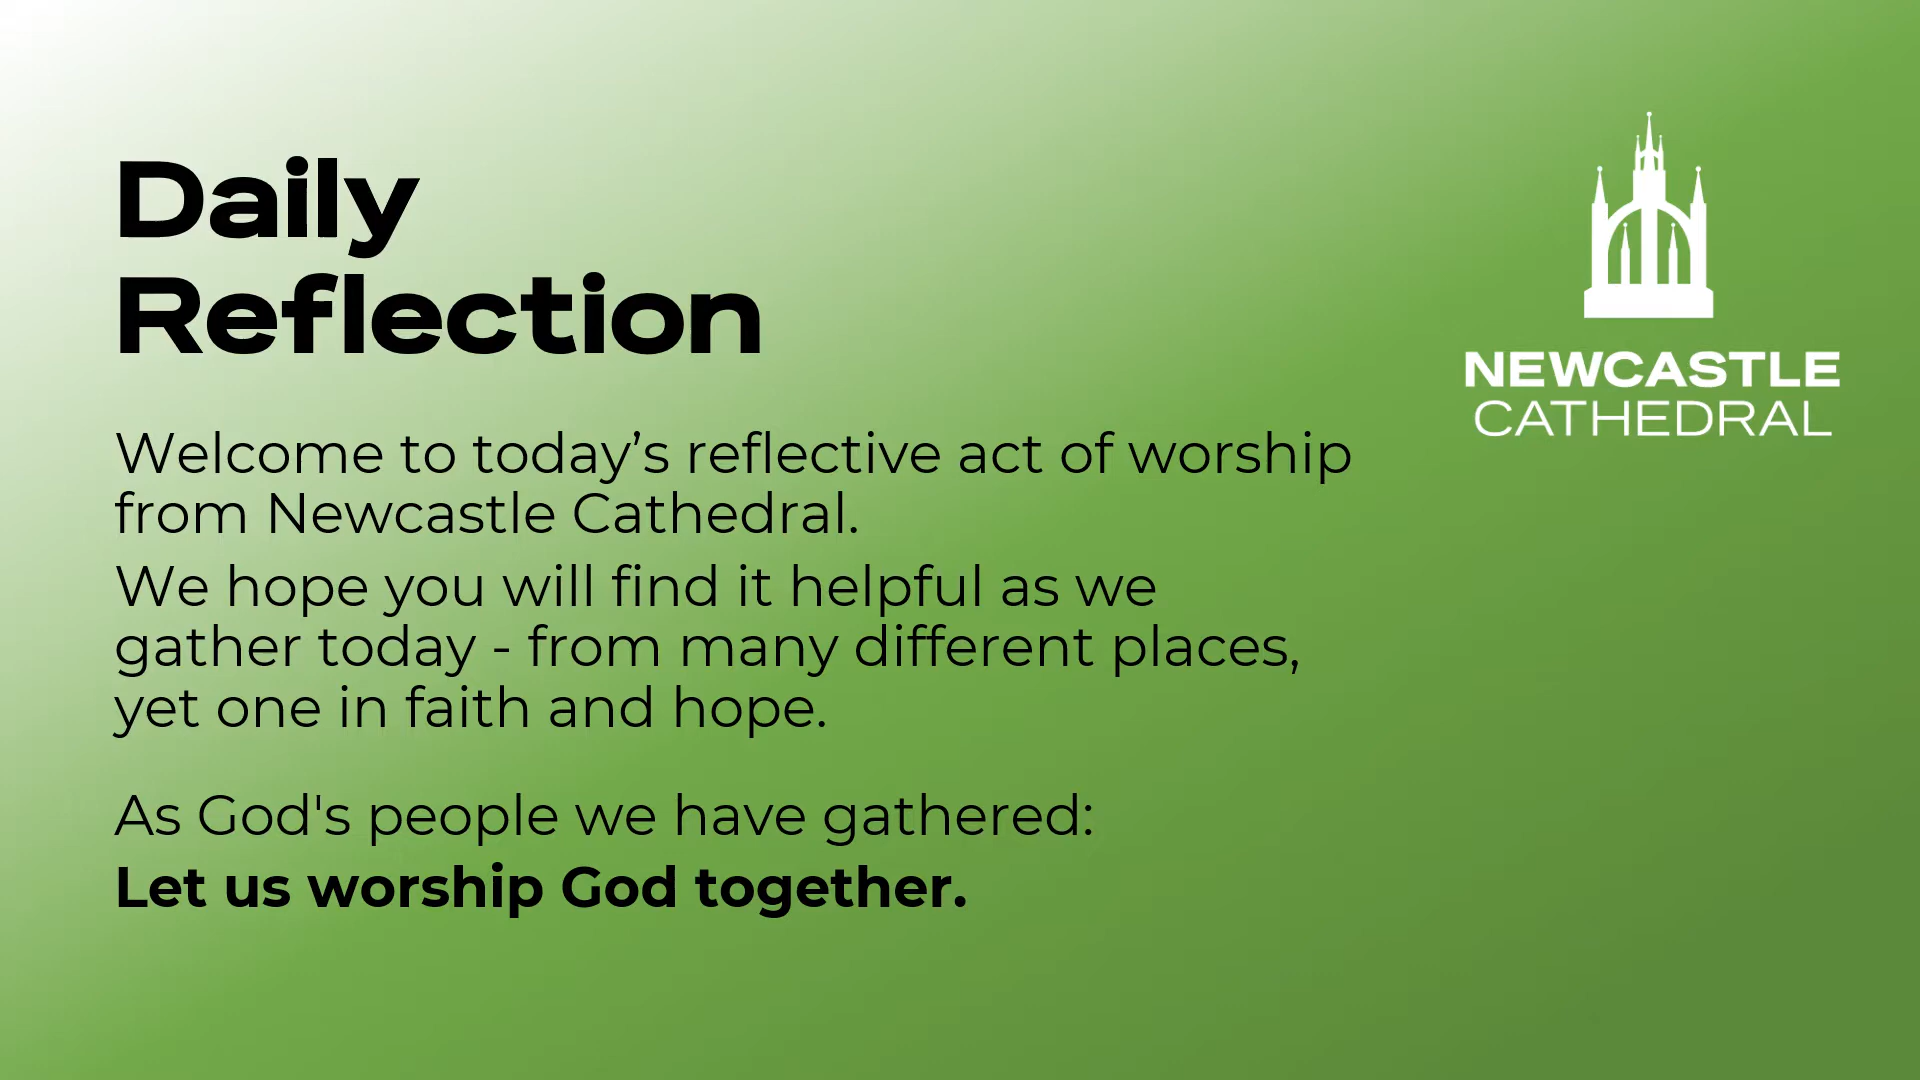 Daily
Reflection
NEWCASTLE
CATHEDRAL
Welcome to today’s reflective act of worship
from Newcastle Cathedral.
We hope you will find it helpful as we
gather today - from many different places,
yet one in faith and hope.
As God's people we have gathered:
Let us worship God together.